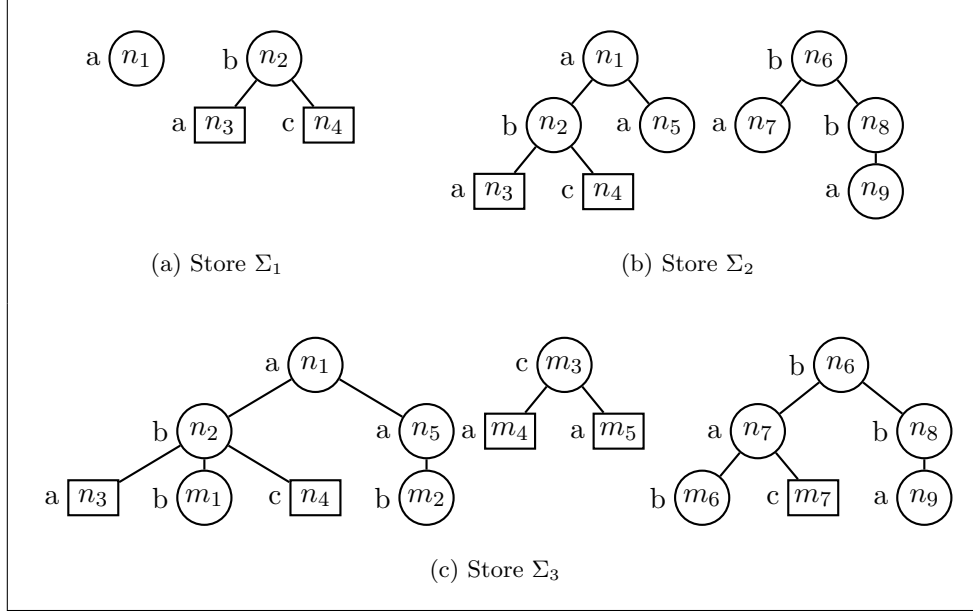 a n₁ b n₂
a n₃ c n₄
(a) Store Σ₁
a n₁ b n₆
b n₂ a n₅ a n₇ b n₈
a n₃ c n₄ a n₉
(b) Store Σ₂
a n₁ c m₃ b n₆
b n₂ a n₅ a m₄ a m₅ a n₇ b n₈
a n₃ b m₁ c n₄ b m₂ b m₆ c m₇ a n₉
(c) Store Σ₃